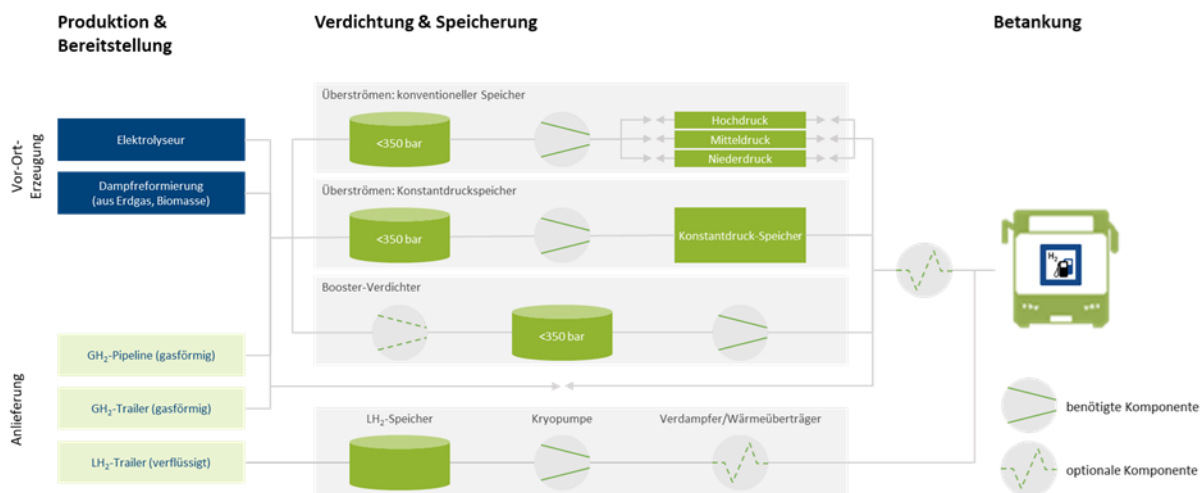 Produktion &
Bereitstellung
Verdichtung & Speicherung
Betankung
Vor-Ort-
Erzeugung
Elektrolyseur
Dampfreformierung
(aus Erdgas, Biomasse)
Überströmen: konventioneller Speicher
<350 bar
Hochdruck
Mitteldruck
Niederdruck
Überströmen: Konstantdruckspeicher
<350 bar
Konstantdruck-Speicher
Booster-Verdichter
<350 bar
H₂
Anlieferung
GH₂-Pipeline (gasförmig)
GH₂-Trailer (gasförmig)
LH₂-Trailer (verflüssigt)
LH₂-Speicher
Kryopumpe
Verdampfer/Wärmeüberträger
benötigte Komponente
optionale Komponente